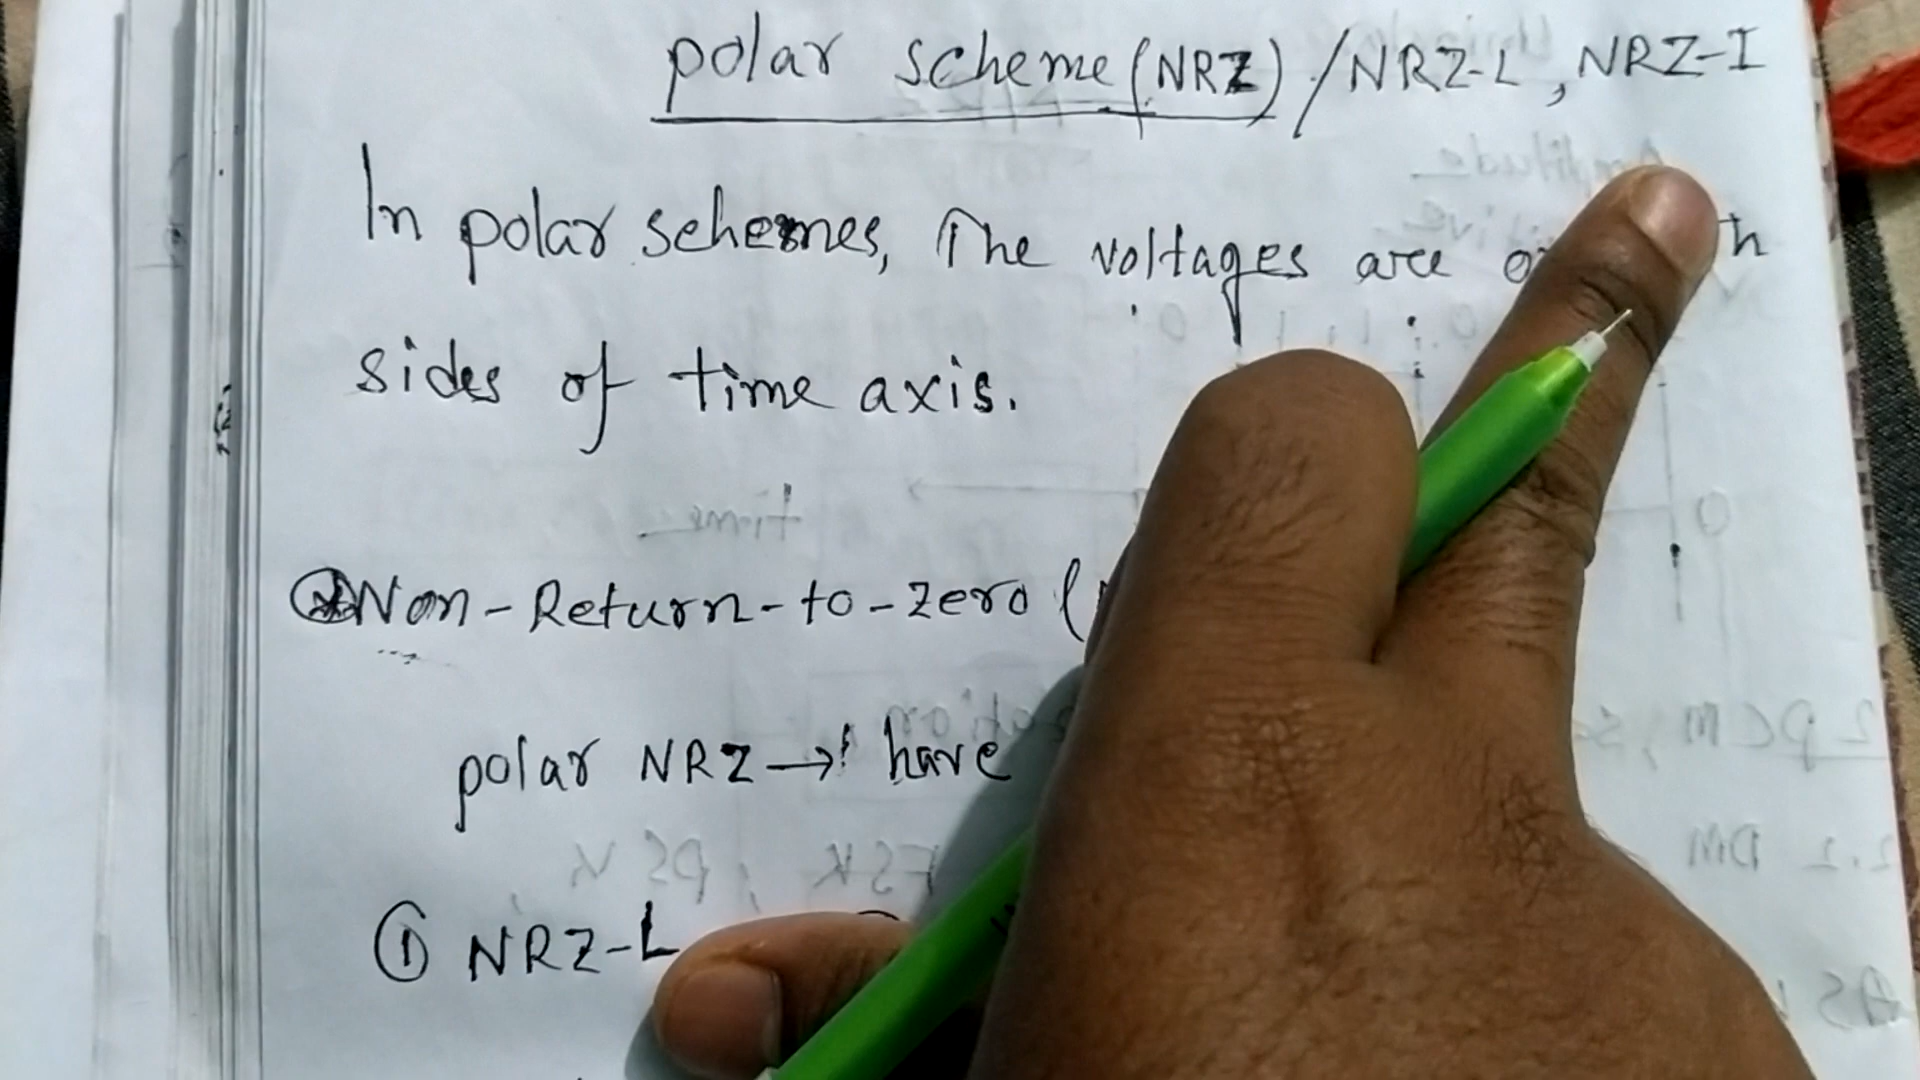 polar scheme (NRZ) / NRZ-L, NRZ-I
In polar schemes, The voltages are
sides of time axis.
Non-Return-to-zero (
polar NRZ → have
① NRZ-L